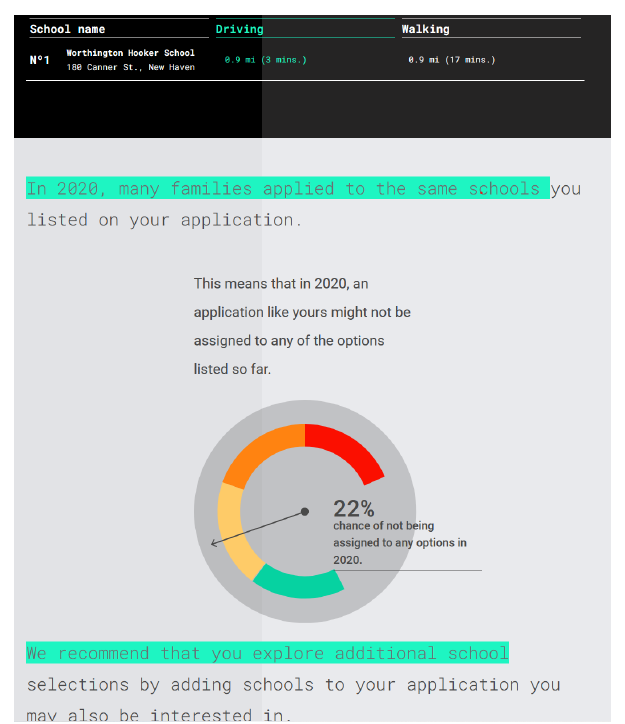 School name Driving Walking
Nº1 Worthington Hooker School 0.9 mi (3 mins.) 0.9 mi (17 mins.)
180 Canner St., New Haven
In 2020, many families applied to the same schools you
listed on your application.
This means that in 2020, an
application like yours might not be
assigned to any of the options
listed so far.
22%
chance of not being
assigned to any options in
2020.
We recommend that you explore additional school
selections by adding schools to your application you
may also be interested in.